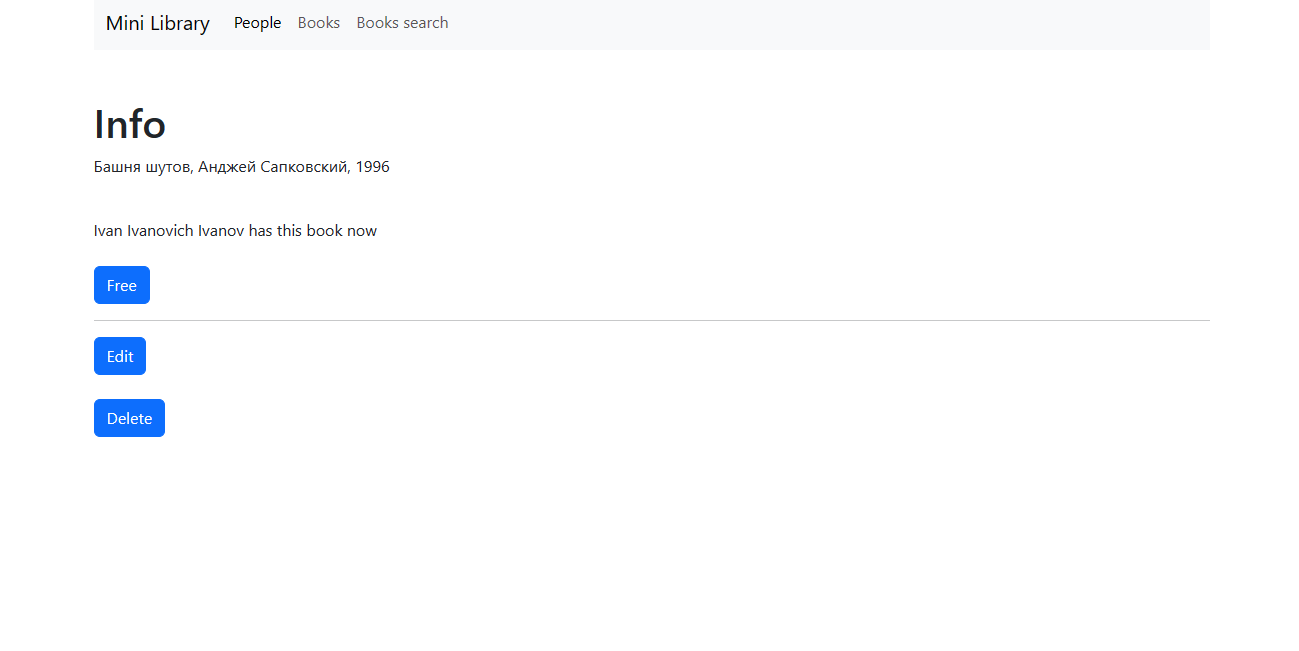 Mini Library People Books Books search
Info
Башня шутов, Анджей Сапковский, 1996
Ivan Ivanovich Ivanov has this book now
Free
Edit
Delete